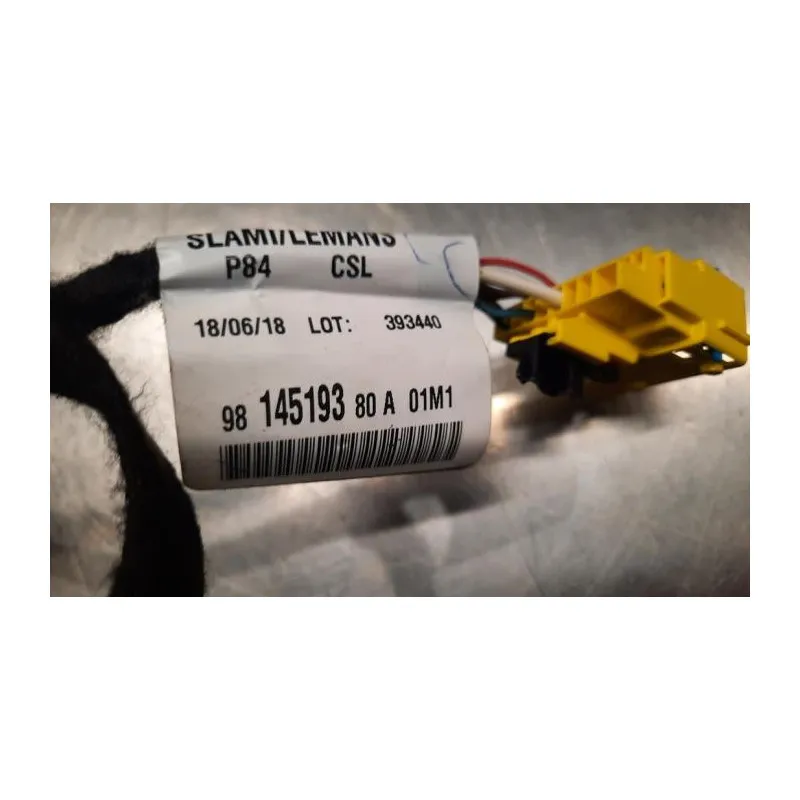 SLAMI/LEMANS
P84 CSL
18/06/18 LOT: 393440
98 145193 80 A 01M1